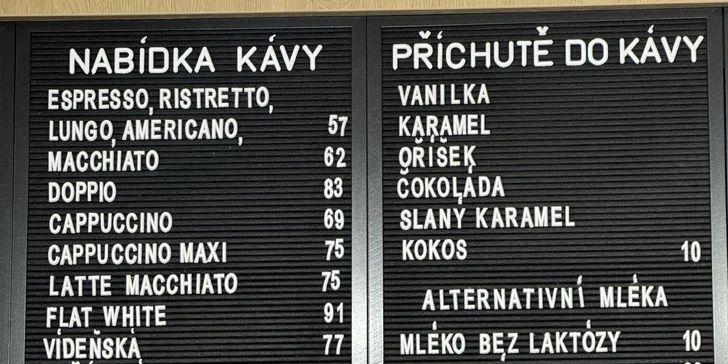 NABÍDKA KÁVY
ESPRESSO, RISTRETTO,
LUNGO, AMERICANO, 57
MACCHIATO 62
DOPPIO 83
CAPPUCCINO 69
CAPPUCCINO MAXI 75
LATTE MACCHIATO 75
FLAT WHITE 91
VÍDEŇSKÁ 77
PŘÍCHUTĚ DO KÁVY
VANILKA
KARAMEL
OŘÍŠEK
ČOKOLÁDA
SLANÝ KARAMEL
KOKOS 10
ALTERNATIVNÍ MLÉKA
MLÉKO BEZ LAKTÓZY 10